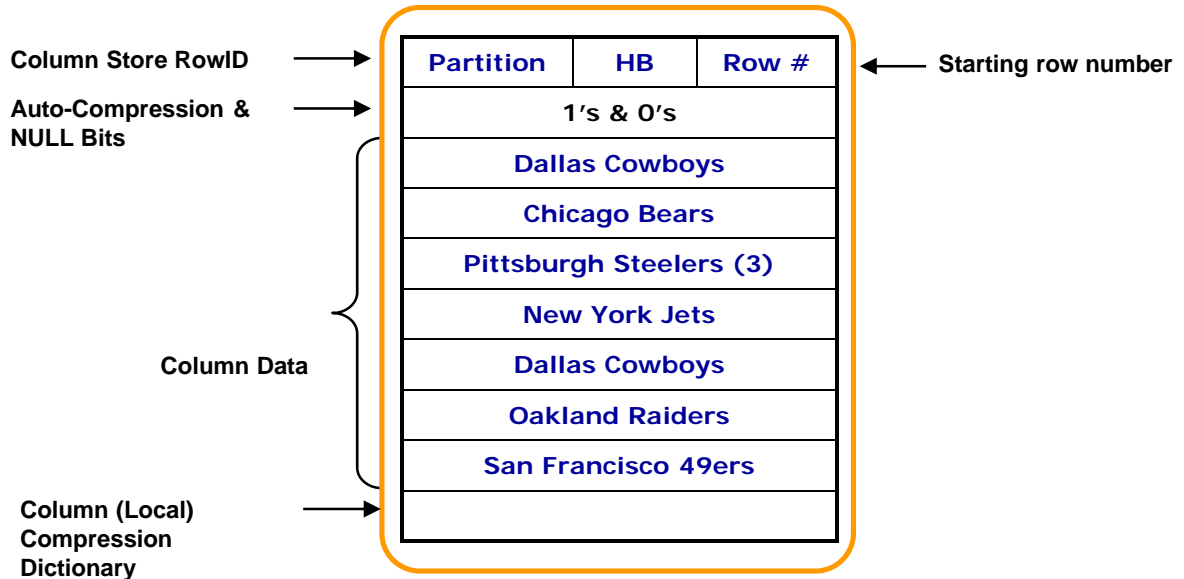 Column Store RowID
Partition
HB
Row #
Starting row number
Auto-Compression &
NULL Bits
1's & 0's
Dallas Cowboys
Chicago Bears
Pittsburgh Steelers (3)
New York Jets
Dallas Cowboys
Oakland Raiders
San Francisco 49ers
Column Data
Column (Local)
Compression
Dictionary